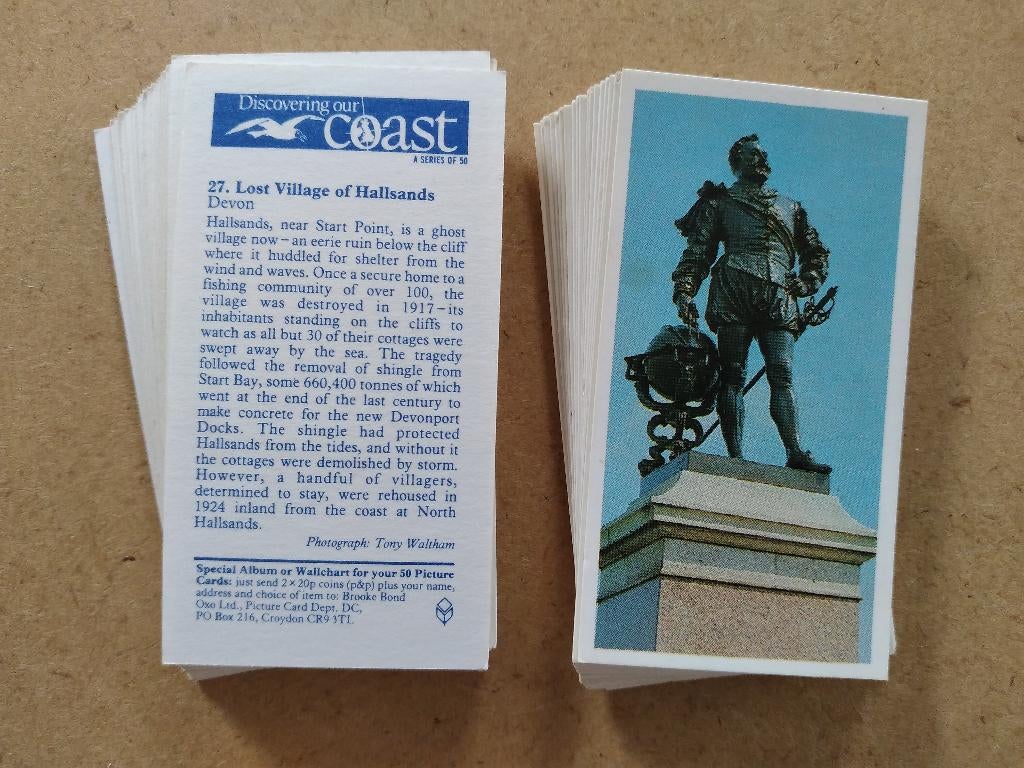 Discovering our
coast
A SERIES OF 50
27. Lost Village of Hallsands
Devon
Hallsands, near Start Point, is a ghost
village now – an eerie ruin below the cliff
where it huddled for shelter from the
wind and waves. Once a secure home to a
fishing community of over 100, the
village was destroyed in 1917 – its
inhabitants standing on the cliffs to
watch as all but 30 of their cottages were
swept away by the sea. The tragedy
followed the removal of shingle from
Start Bay, some 660,400 tonnes of which
went at the end of the last century to
make concrete for the new Devonport
Docks. The shingle had protected
Hallsands from the tides, and without it
the cottages were demolished by storm.
However, a handful of villagers,
determined to stay, were rehoused in
1924 inland from the coast at North
Hallsands.
Photograph: Tony Waltham
Special Album or Wallchart for your 50 Picture
Cards: just send 2 × 20p coins (p&p) plus your name,
address and choice of item to: Brooke Bond
Oxo Ltd., Picture Card Dept. DC,
PO Box 216, Croydon CR9 3TL